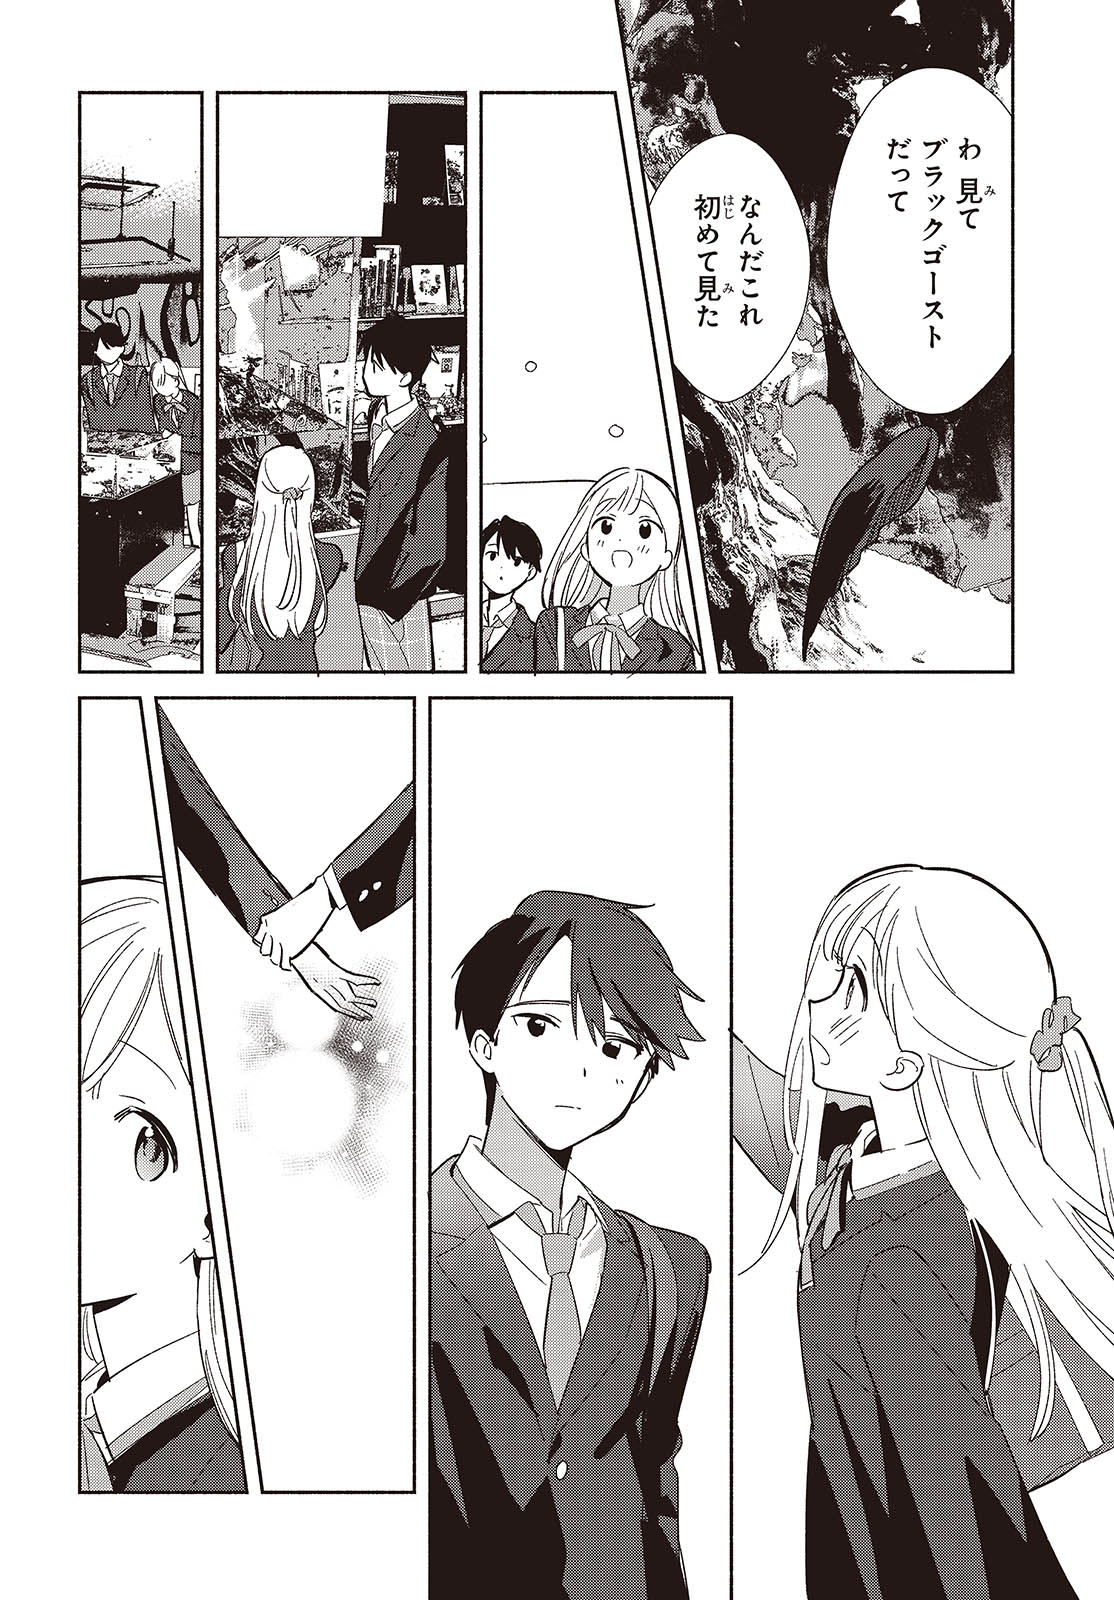 わ 見て
ブラックゴースト
だって
なんだこれ
初めて見た